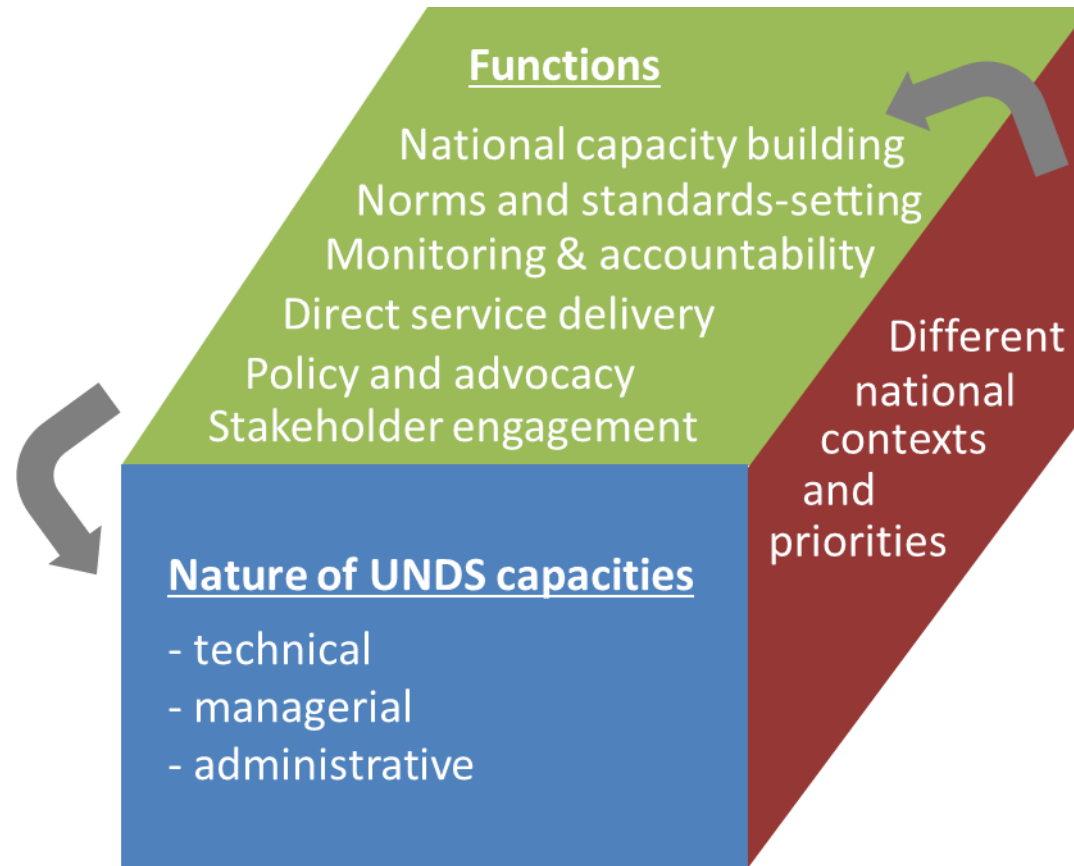 Functions
National capacity building
Norms and standards-setting
Monitoring & accountability
Direct service delivery
Policy and advocacy
Stakeholder engagement
Different
national
contexts
and
priorities
Nature of UNDS capacities
- technical
- managerial
- administrative